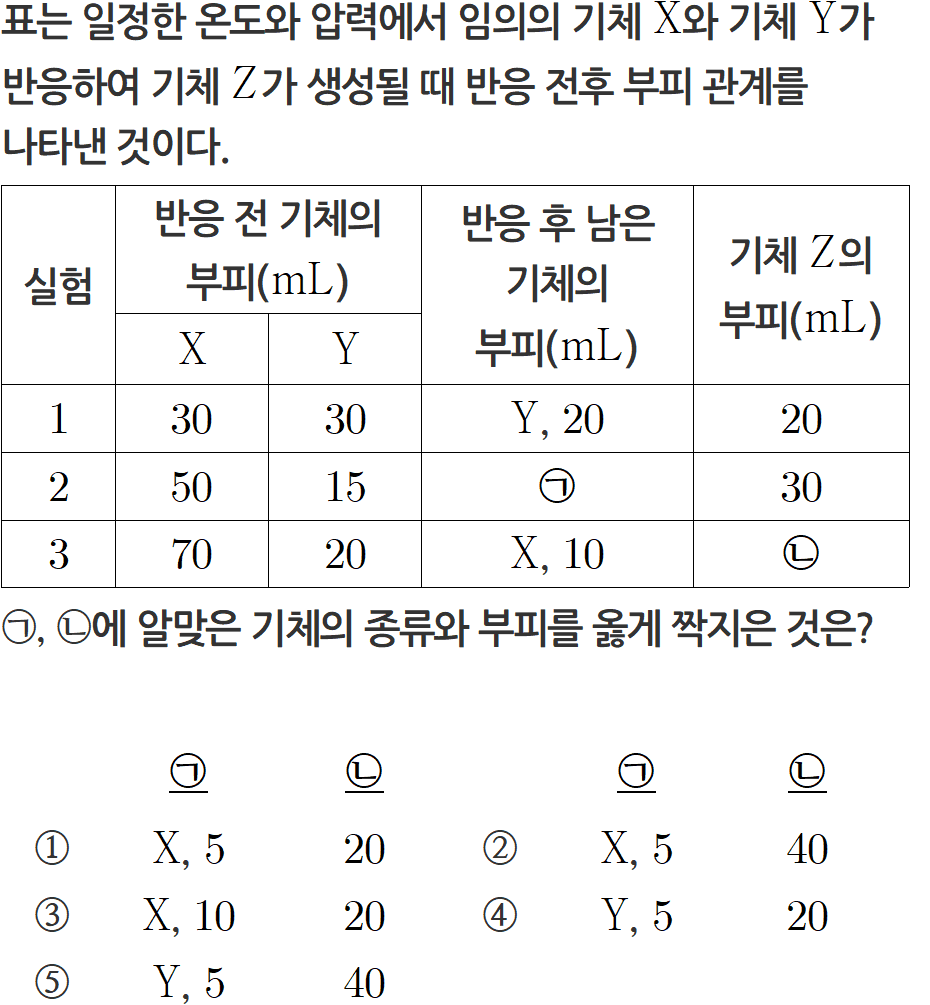 표는 일정한 온도와 압력에서 임의의 기체 X와 기체 Y가
반응하여 기체 Z가 생성될 때 반응 전후 부피 관계를
나타낸 것이다.
실험
반응 전 기체의
부피(mL)
X Y
반응 후 남은
기체의
부피(mL)
기체 Z의
부피(mL)
1 30 30 Y, 20 20
2 50 15 ㉠ 30
3 70 20 X, 10 ㉡
㉠, ㉡에 알맞은 기체의 종류와 부피를 옳게 짝지은 것은?
㉠ ㉡ ㉠ ㉡
① X, 5 20 ② X, 5 40
③ X, 10 20 ④ Y, 5 20
⑤ Y, 5 40